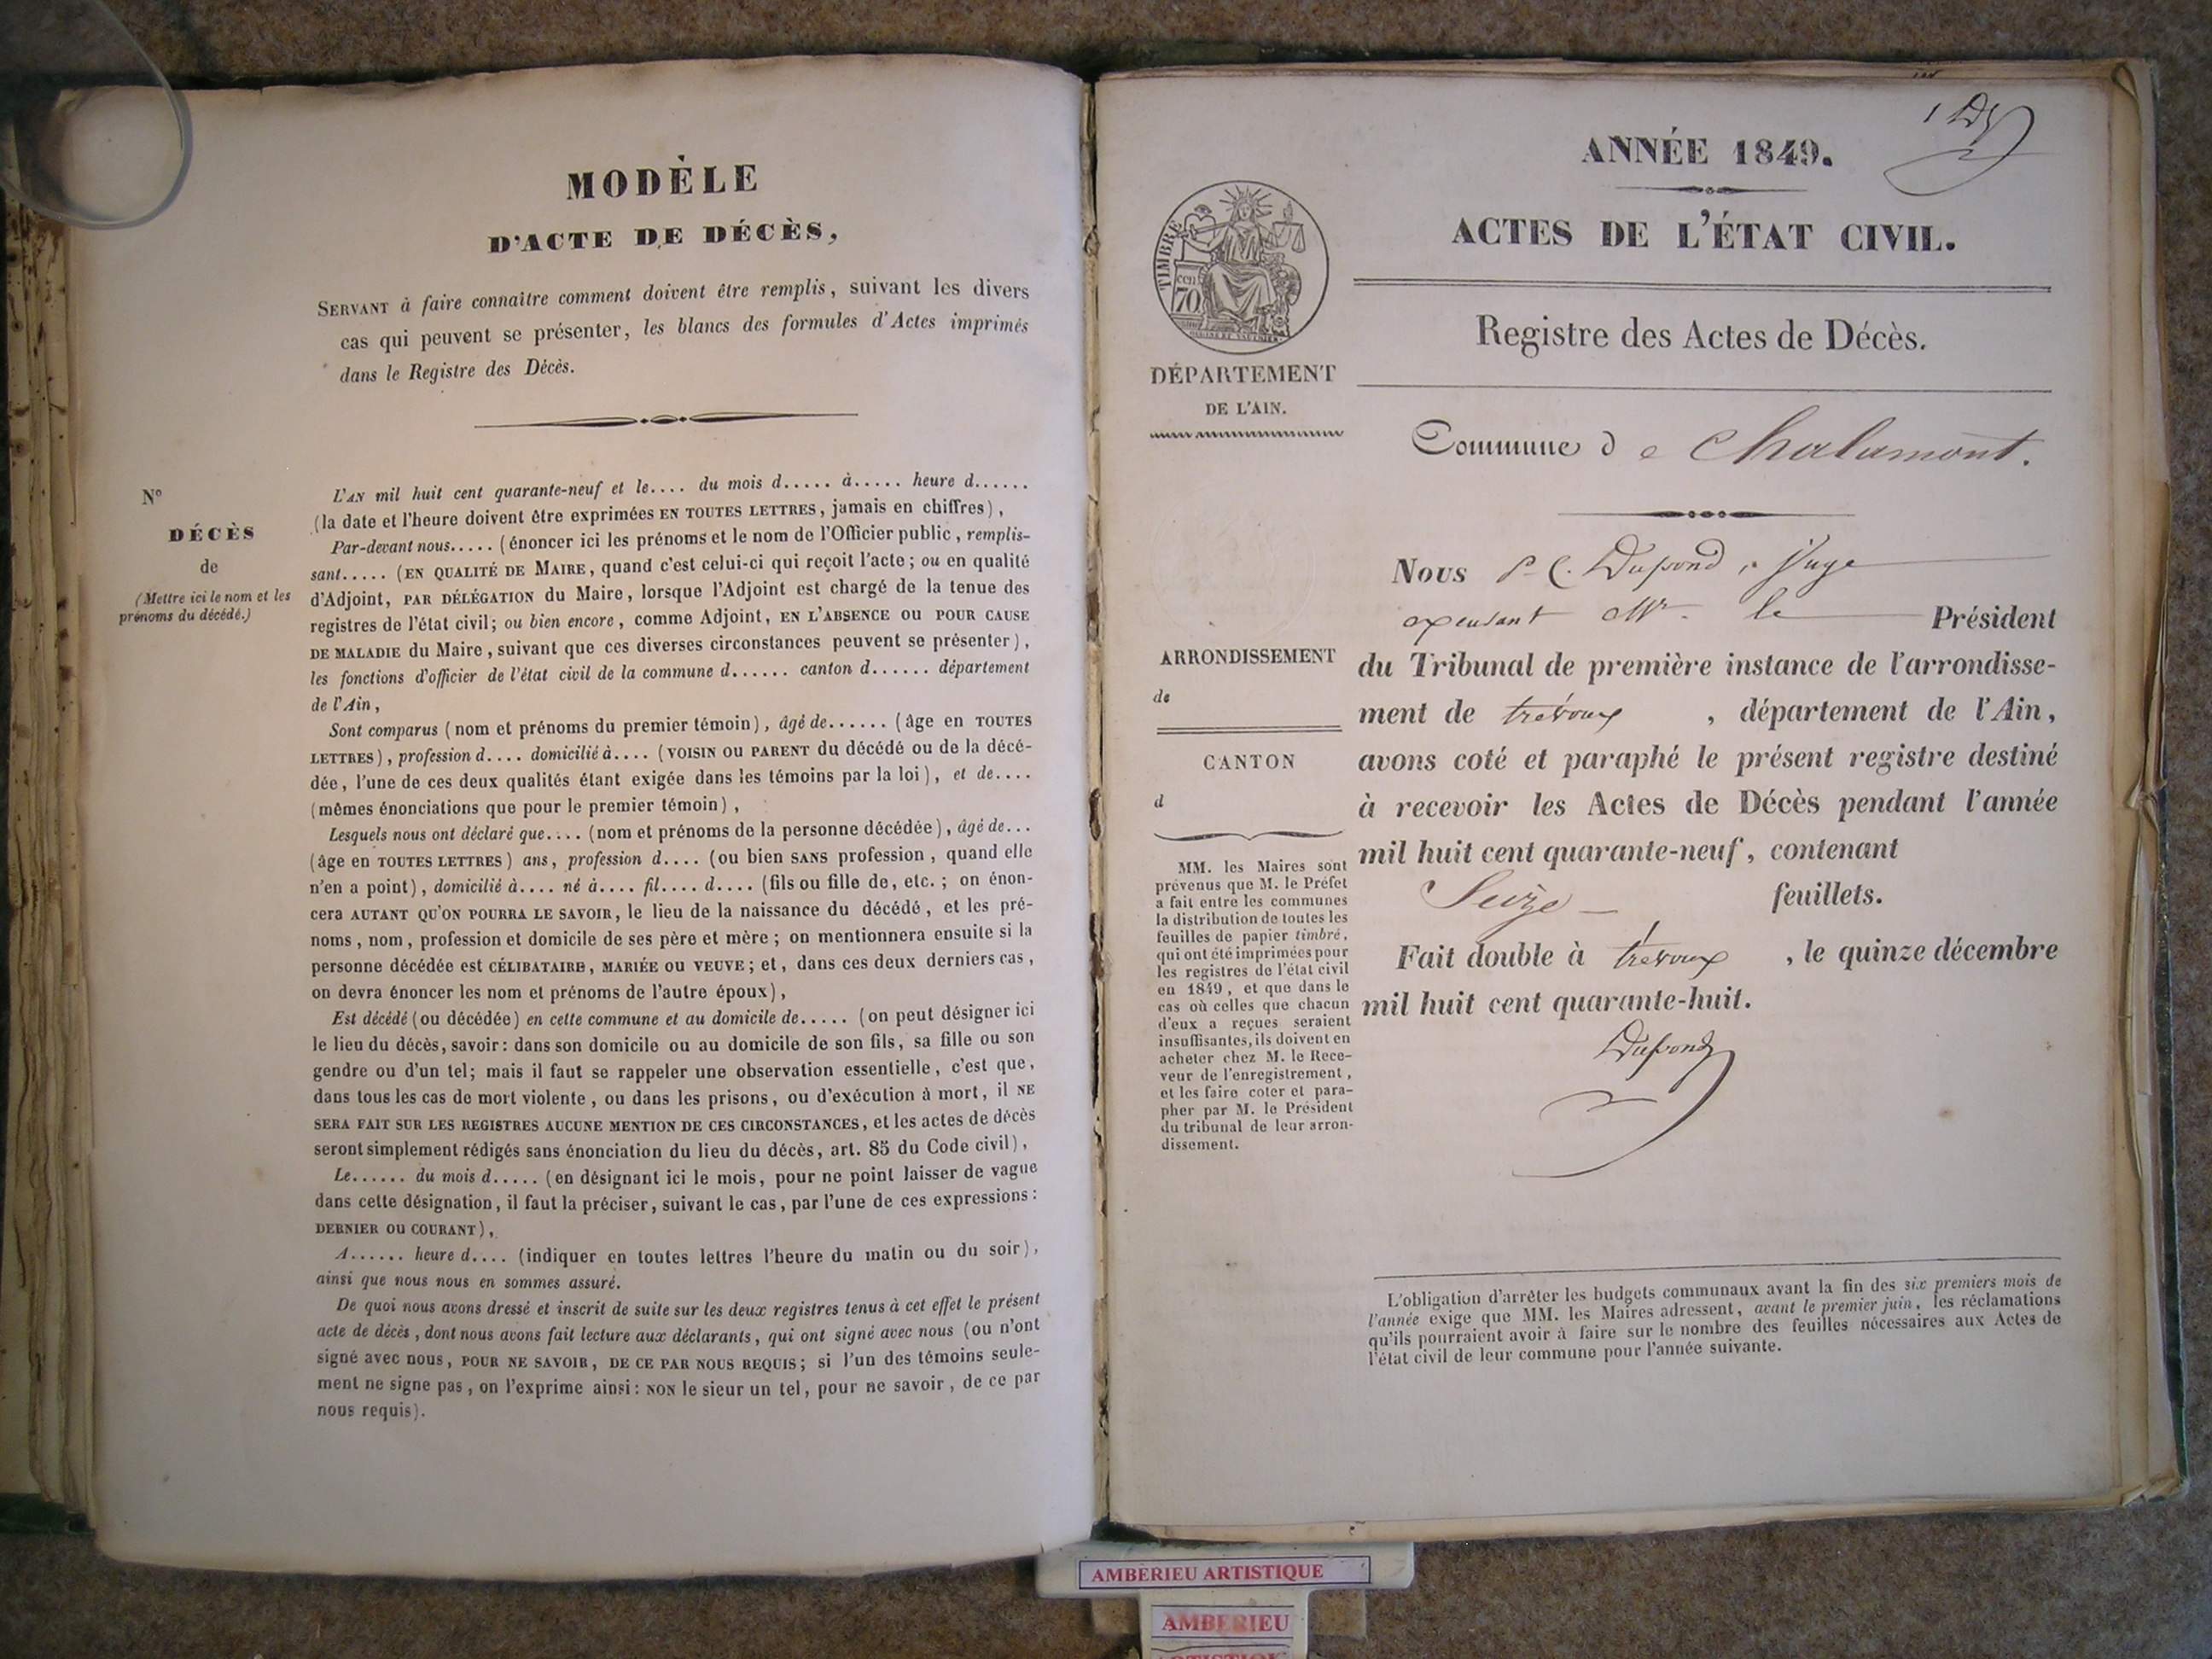 MODÈLE
D'ACTE DE DÉCÈS,
SERVANT à faire connaître comment doivent être remplis, suivant les divers
cas qui peuvent se présenter, les blancs des formules d'Actes imprimés
dans le Registre des Décès.
N°
DÉCÈS
de
(Mettre ici le nom et les
prénoms du décédé.)
L'AN mil huit cent quarante-neuf et le.... du mois d..... à..... heure d......
(la date et l'heure doivent être exprimées EN TOUTES LETTRES, jamais en chiffres),
Par-devant nous..... (énoncer ici les prénoms et le nom de l'Officier public, remplis-
sant..... (EN QUALITÉ DE MAIRE, quand c'est celui-ci qui reçoit l'acte; ou en qualité
d'Adjoint, PAR DÉLÉGATION du Maire, lorsque l'Adjoint est chargé de la tenue des
registres de l'état civil; ou bien encore, comme Adjoint, EN L'ABSENCE OU POUR CAUSE
DE MALADIE du Maire, suivant que ces diverses circonstances peuvent se présenter),
les fonctions d'officier de l'état civil de la commune d...... canton d...... département
de l'Ain,
Sont comparus (nom et prénoms du premier témoin), âgé de...... (âge en TOUTES
LETTRES), profession d.... domicilié à.... (VOISIN OU PARENT du décédé ou de la décé-
dée, l'une de ces deux qualités étant exigée dans les témoins par la loi), et de....
(mêmes énonciations que pour le premier témoin),
Lesquels nous ont déclaré que.... (nom et prénoms de la personne décédée), âgé de...
(âge en TOUTES LETTRES) ans, profession d.... (ou bien SANS profession, quand elle
n'en a point), domicilié à.... né à.... fil.... d.... (fils ou fille de, etc.; on énon-
cera AUTANT QU'ON POURRA LE SAVOIR, le lieu de la naissance du décédé, et les pré-
noms, nom, profession et domicile de ses père et mère; on mentionnera ensuite si la
personne décédée est CÉLIBATAIRE, MARIÉE OU VEUVE; et, dans ces deux derniers cas,
on devra énoncer les nom et prénoms de l'autre époux),
Est décédé (ou décédée) en cette commune et au domicile de..... (on peut désigner ici
le lieu du décès, savoir: dans son domicile ou au domicile de son fils, sa fille ou son
gendre ou d'un tel; mais il faut se rappeler une observation essentielle, c'est que,
dans tous les cas de mort violente, ou dans les prisons, ou d'exécution à mort, il NE
SERA FAIT SUR LES REGISTRES AUCUNE MENTION DE CES CIRCONSTANCES, et les actes de décès
seront simplement rédigés sans énonciation du lieu du décès, art. 85 du Code civil),
Le...... du mois d..... (en désignant ici le mois, pour ne point laisser de vague
dans cette désignation, il faut la préciser, suivant le cas, par l'une de ces expressions:
DERNIER OU COURANT),
A...... heure d.... (indiquer en toutes lettres l'heure du matin ou du soir),
ainsi que nous nous en sommes assuré.
De quoi nous avons dressé et inscrit de suite sur les deux registres tenus à cet effet le présent
acte de décès, dont nous avons fait lecture aux déclarants, qui ont signé avec nous (ou n'ont
signé avec nous, POUR NE SAVOIR, DE CE PAR NOUS REQUIS; si l'un des témoins seule-
ment ne signe pas, on l'exprime ainsi: NON le sieur un tel, pour ne savoir, de ce par
nous requis).
1
ANNÉE 1849.
ACTES DE L'ÉTAT CIVIL.
Registre des Actes de Décès.
TIMBRE
cen
70
DÉPARTEMENT
DE L'AIN.
Commune de Chalamont.
Nous P. C. Dupond, Juge
Mr. le Président
du Tribunal de première instance de l'arrondisse-
ment de trévoux, département de l'Ain,
avons coté et paraphé le présent registre destiné
à recevoir les Actes de Décès pendant l'année
mil huit cent quarante-neuf, contenant
Seize feuillets.
Fait double à trévoux, le quinze décembre
mil huit cent quarante-huit.
Dupond
ARRONDISSEMENT
de
CANTON
d
MM. les Maires sont
prévenus que M. le Préfet
a fait entre les communes
la distribution de toutes les
feuilles de papier timbré,
qui ont été imprimées pour
les registres de l'état civil
en 1849, et que dans le
cas où celles que chacun
d'eux a reçues seraient
insuffisantes, ils doivent en
acheter chez M. le Rece-
veur de l'enregistrement,
et les faire coter et para-
pher par M. le Président
du tribunal de leur arron-
dissement.
L'obligation d'arrêter les budgets communaux avant la fin des six premiers mois de
l'année exige que MM. les Maires adressent, avant le premier juin, les réclamations
qu'ils pourraient avoir à faire sur le nombre des feuilles nécessaires aux Actes de
l'état civil de leur commune pour l'année suivante.
AMBERIEU ARTISTIQUE
AMBERIEU
ARTISTIQUE